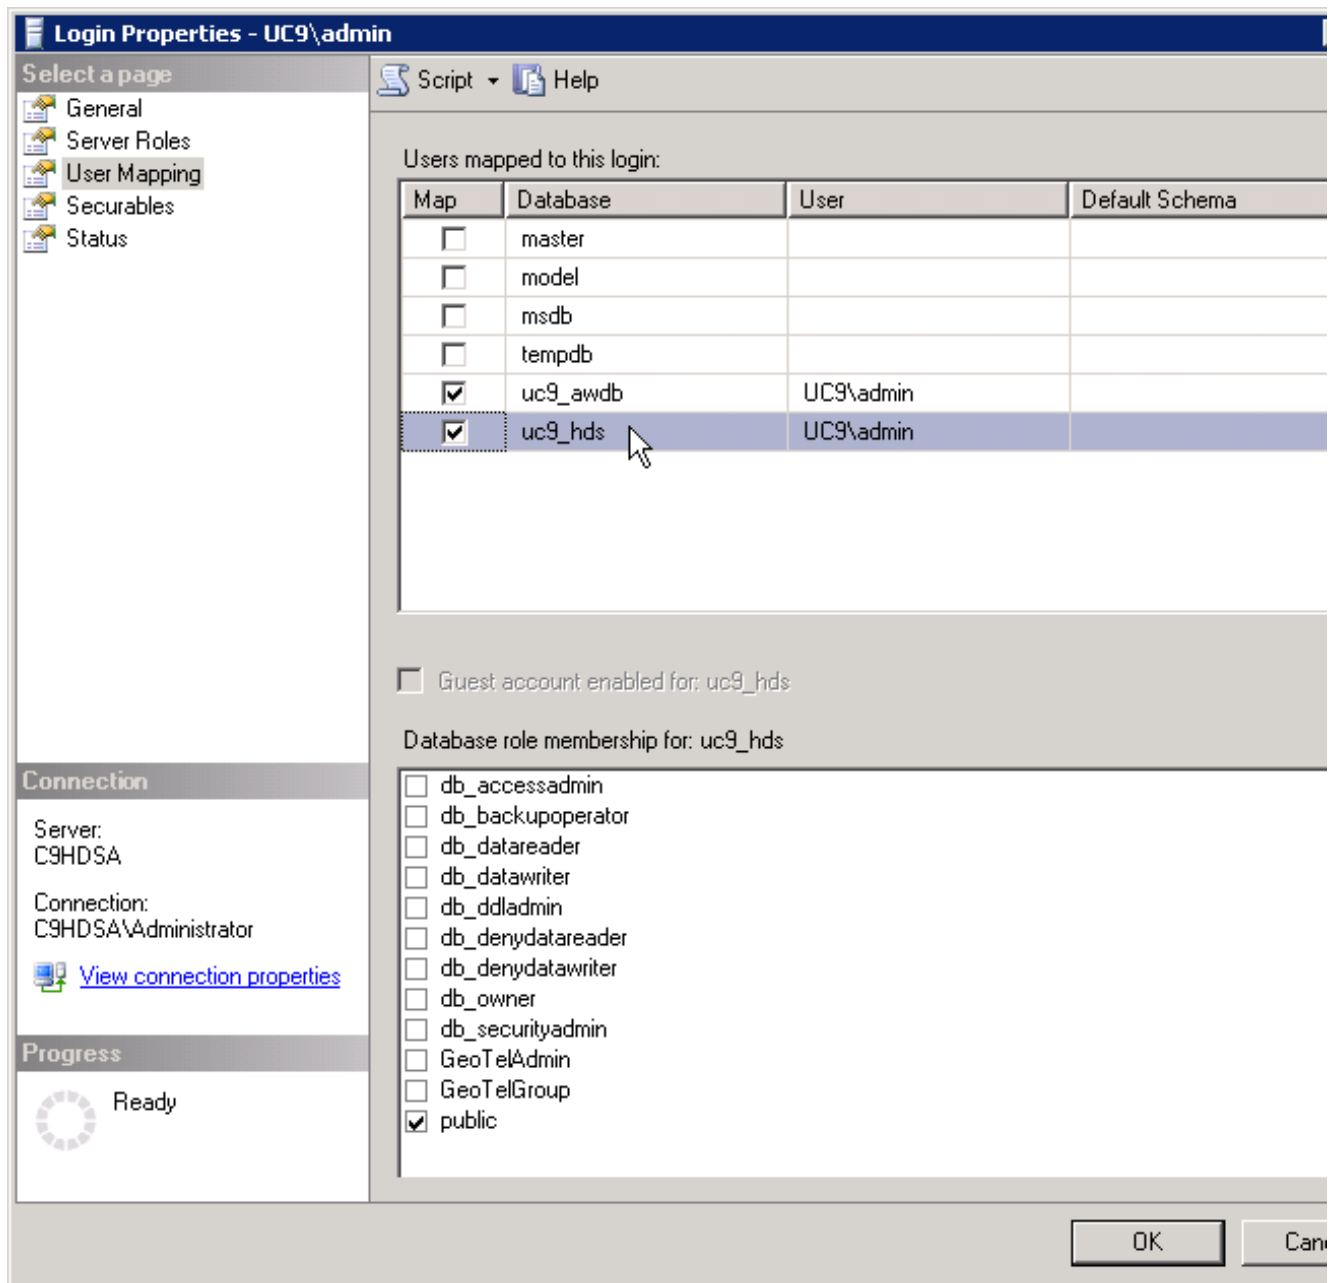 Login Properties - UC9\admin
Select a page
General
Server Roles
User Mapping
Securables
Status
Script Help
Users mapped to this login:
Map Database User Default Schema
master
model
msdb
tempdb
uc9_awdb UC9\admin
uc9_hds UC9\admin
Guest account enabled for: uc9_hds
Database role membership for: uc9_hds
db_accessadmin
db_backupoperator
db_datareader
db_datawriter
db_ddladmin
db_denydatareader
db_denydatawriter
db_owner
db_securityadmin
GeoTelAdmin
GeoTelGroup
public
Connection
Server:
C9HDSA
Connection:
C9HDSA\Administrator
View connection properties
Progress
Ready
OK